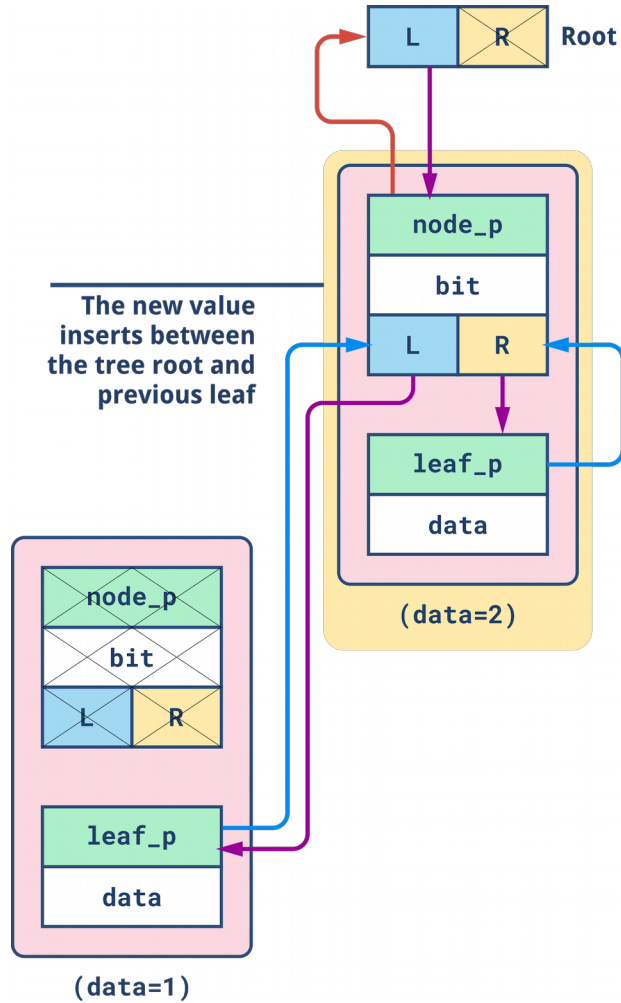 L R Root
node_p
bit
The new value
inserts between
the tree root and
previous leaf
L R
leaf_p
data
(data=2)
node_p
bit
L R
leaf_p
data
(data=1)